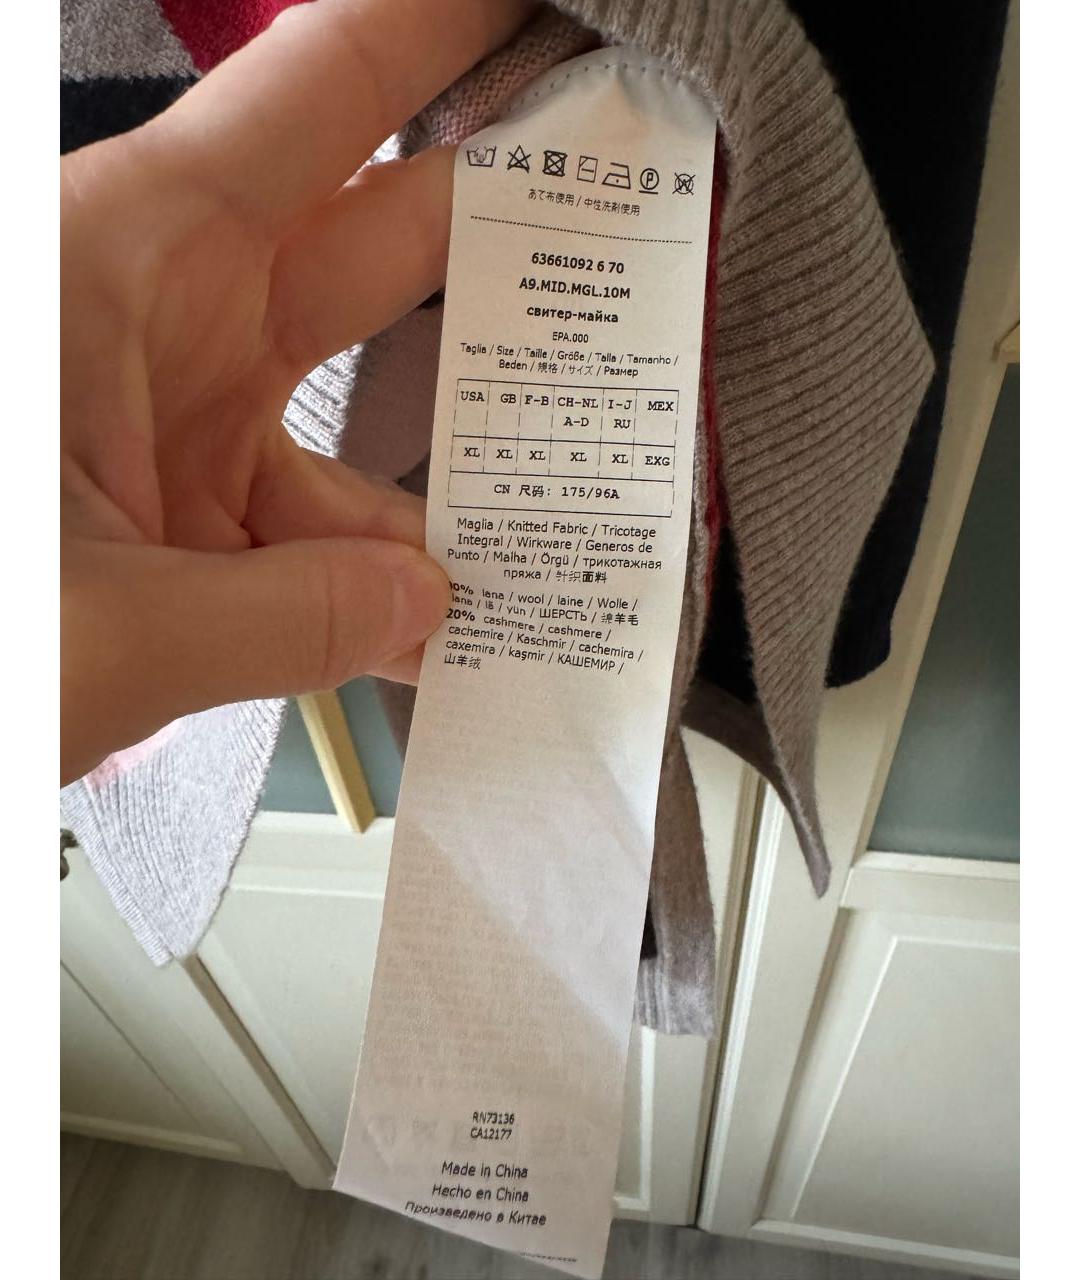 あて布使用 / 中性洗剤使用
63661092 6 70
A9.MID.MGL.10M
свитер-майка
EPA.000
Taglia / Size / Taille / Größe / Talla / Tamanho /
Beden / 規格 / サイズ / Размер
USA GB F-B CH-NL I-J MEX
A-D RU
XL XL XL XL XL EXG
CN 尺码: 175/96A
Maglia / Knitted Fabric / Tricotage
Integral / Wirkware / Generos de
Punto / Malha / Örgü / трикотажная
пряжа / 针织面料
0% lana / wool / laine / Wolle /
lana / lã / yün / ШЕРСТЬ / 绵羊毛
20% cashmere / cashmere /
cachemire / Kaschmir / cachemira /
caxemira / kaşmir / КАШЕМИР /
山羊绒
RN73136
CA12177
Made in China
Hecho en China
Произведено в Китае